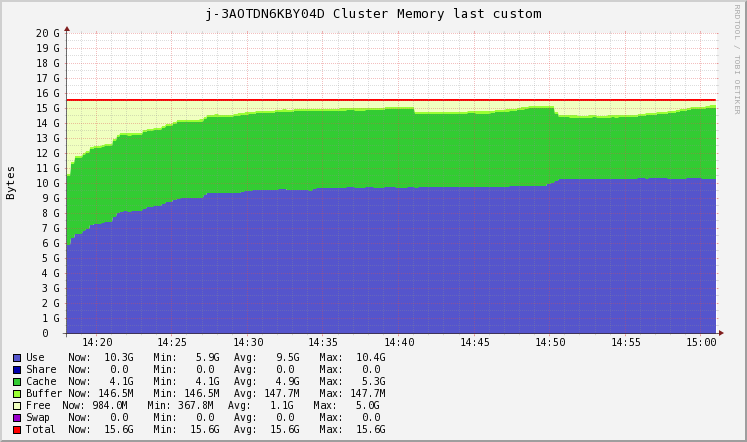 j-3AOTDN6KBY04D Cluster Memory last custom
RRDTOOL / TOBI OETIKER
Bytes
20 G
19 G
18 G
17 G
16 G
15 G
14 G
13 G
12 G
11 G
10 G
9 G
8 G
7 G
6 G
5 G
4 G
3 G
2 G
1 G
0
14:20 14:25 14:30 14:35 14:40 14:45 14:50 14:55 15:00
Use Now: 10.3G Min: 5.9G Avg: 9.5G Max: 10.4G
Share Now: 0.0 Min: 0.0 Avg: 0.0 Max: 0.0
Cache Now: 4.1G Min: 4.1G Avg: 4.9G Max: 5.3G
Buffer Now: 146.5M Min: 146.5M Avg: 147.7M Max: 147.7M
Free Now: 984.0M Min: 367.8M Avg: 1.1G Max: 5.0G
Swap Now: 0.0 Min: 0.0 Avg: 0.0 Max: 0.0
Total Now: 15.6G Min: 15.6G Avg: 15.6G Max: 15.6G